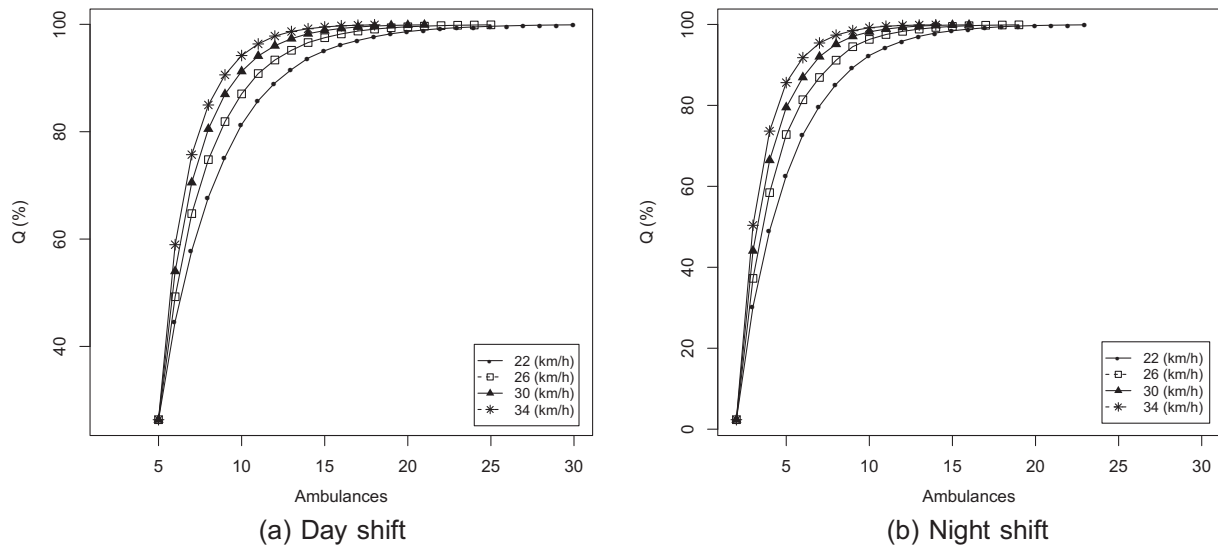 100
80
60
40
Q (%)
5 10 15 20 25 30
Ambulances
22 (km/h)
26 (km/h)
30 (km/h)
34 (km/h)
(a) Day shift
100
80
60
40
20
0
Q (%)
5 10 15 20 25 30
Ambulances
22 (km/h)
26 (km/h)
30 (km/h)
34 (km/h)
(b) Night shift